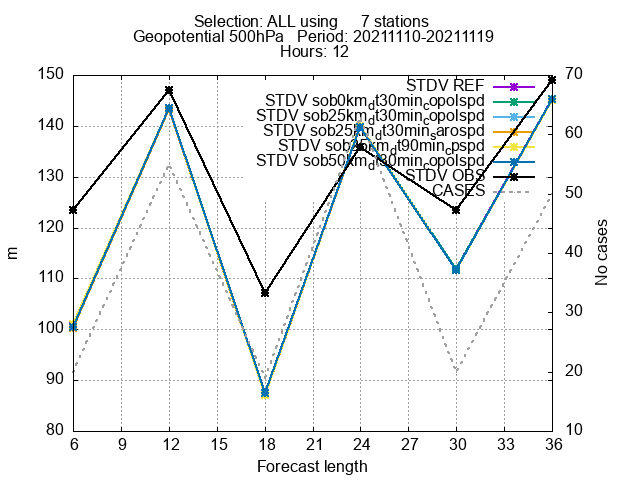 Selection: ALL using 7 stations
Geopotential 500hPa Period: 20211110-20211119
Hours: 12
150
140
130
120
110
100
90
80
70
60
50
40
30
20
10
6
9
12
15
18
21
24
27
30
33
36
m
No cases
Forecast length
STDV REF
STDV sob0km_dt30min_copolspd
STDV sob25km_dt30min_copolspd
STDV sob25km_dt30min_sarospd
STDV OBS
CASES
STDV sob50km_dt30min_copolspd